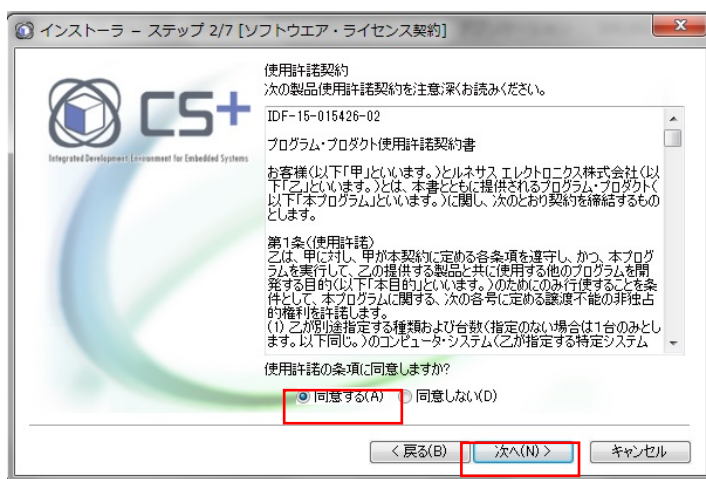 インストーラ － ステップ 2/7 [ソフトウエア・ライセンス契約]
使用許諾契約
次の製品使用許諾契約を注意深くお読みください。
CS+
Integrated Development Environment for Embedded Systems
IDF-15-015426-02
プログラム・プロダクト使用許諾契約書
お客様(以下「甲」といいます。)とルネサス エレクトロニクス株式会社(以
下「乙」といいます。)とは、本書とともに提供されるプログラム・プロダクト(
以下「本プログラム」といいます。)に関し、次のとおり契約を締結するもの
とします。
第1条(使用許諾)
乙は、甲に対し、甲が本契約に定める各条項を遵守し、かつ、本プログ
ラムを実行して、乙の提供する製品と共に使用する他のプログラムを開
発する目的(以下「本目的」といいます。)のためにのみ行使することを条
件として、本プログラムに関する、次の各号に定める譲渡不能の非独占
的権利を許諾します。
(1) 乙が別途指定する種類および台数(指定のない場合は1台のみとし
ます。以下同じ。)のコンピュータ・システム(乙が指定する特定システム
使用許諾の条項に同意しますか?
同意する(A) 同意しない(D)
< 戻る(B) 次へ(N) > キャンセル